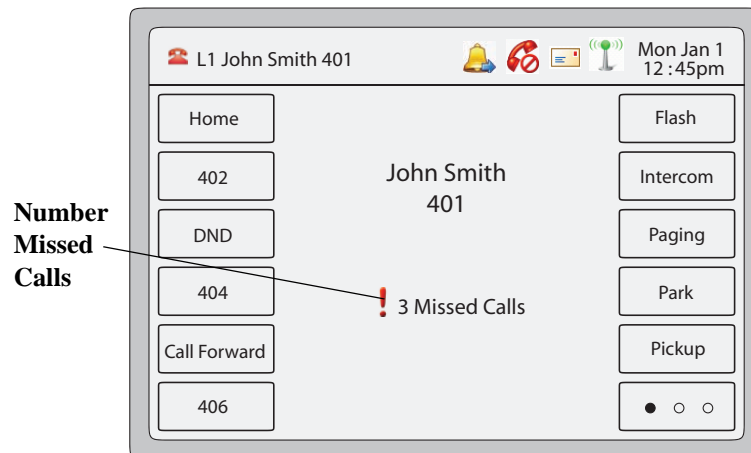 L1 John Smith 401
Mon Jan 1
12 :45pm
Home
402
DND
404
Call Forward
406
John Smith
401
3 Missed Calls
Flash
Intercom
Paging
Park
Pickup
Number
Missed
Calls